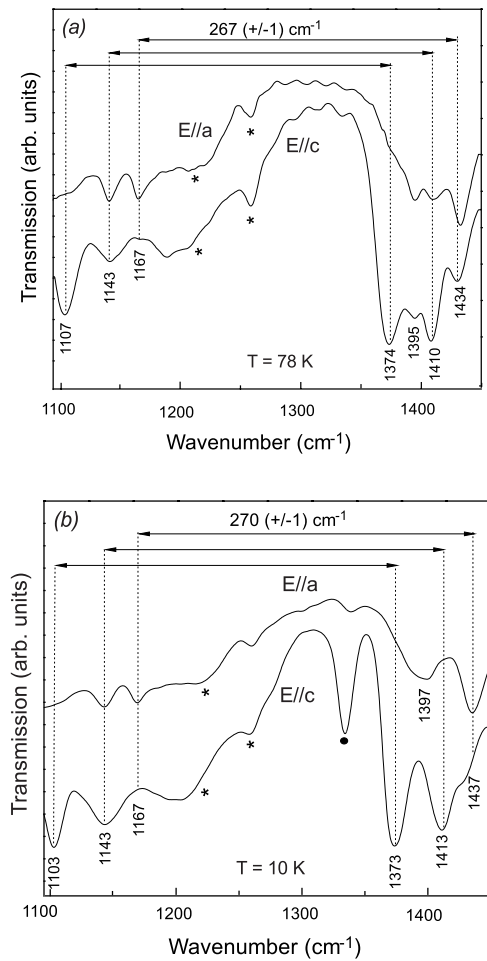 (a)
267 (+/-1) cm-1
E//a
*
E//c
*
*
*
1107
1143
1167
1374
1395
1410
1434
T = 78 K
Transmission (arb. units)
1100 1200 1300 1400
Wavenumber (cm-1)
(b)
270 (+/-1) cm-1
E//a
E//c
*
*
*
1397
1437
1103
1143
1167
1373
1413
T = 10 K
Transmission (arb. units)
1100 1200 1300 1400
Wavenumber (cm-1)